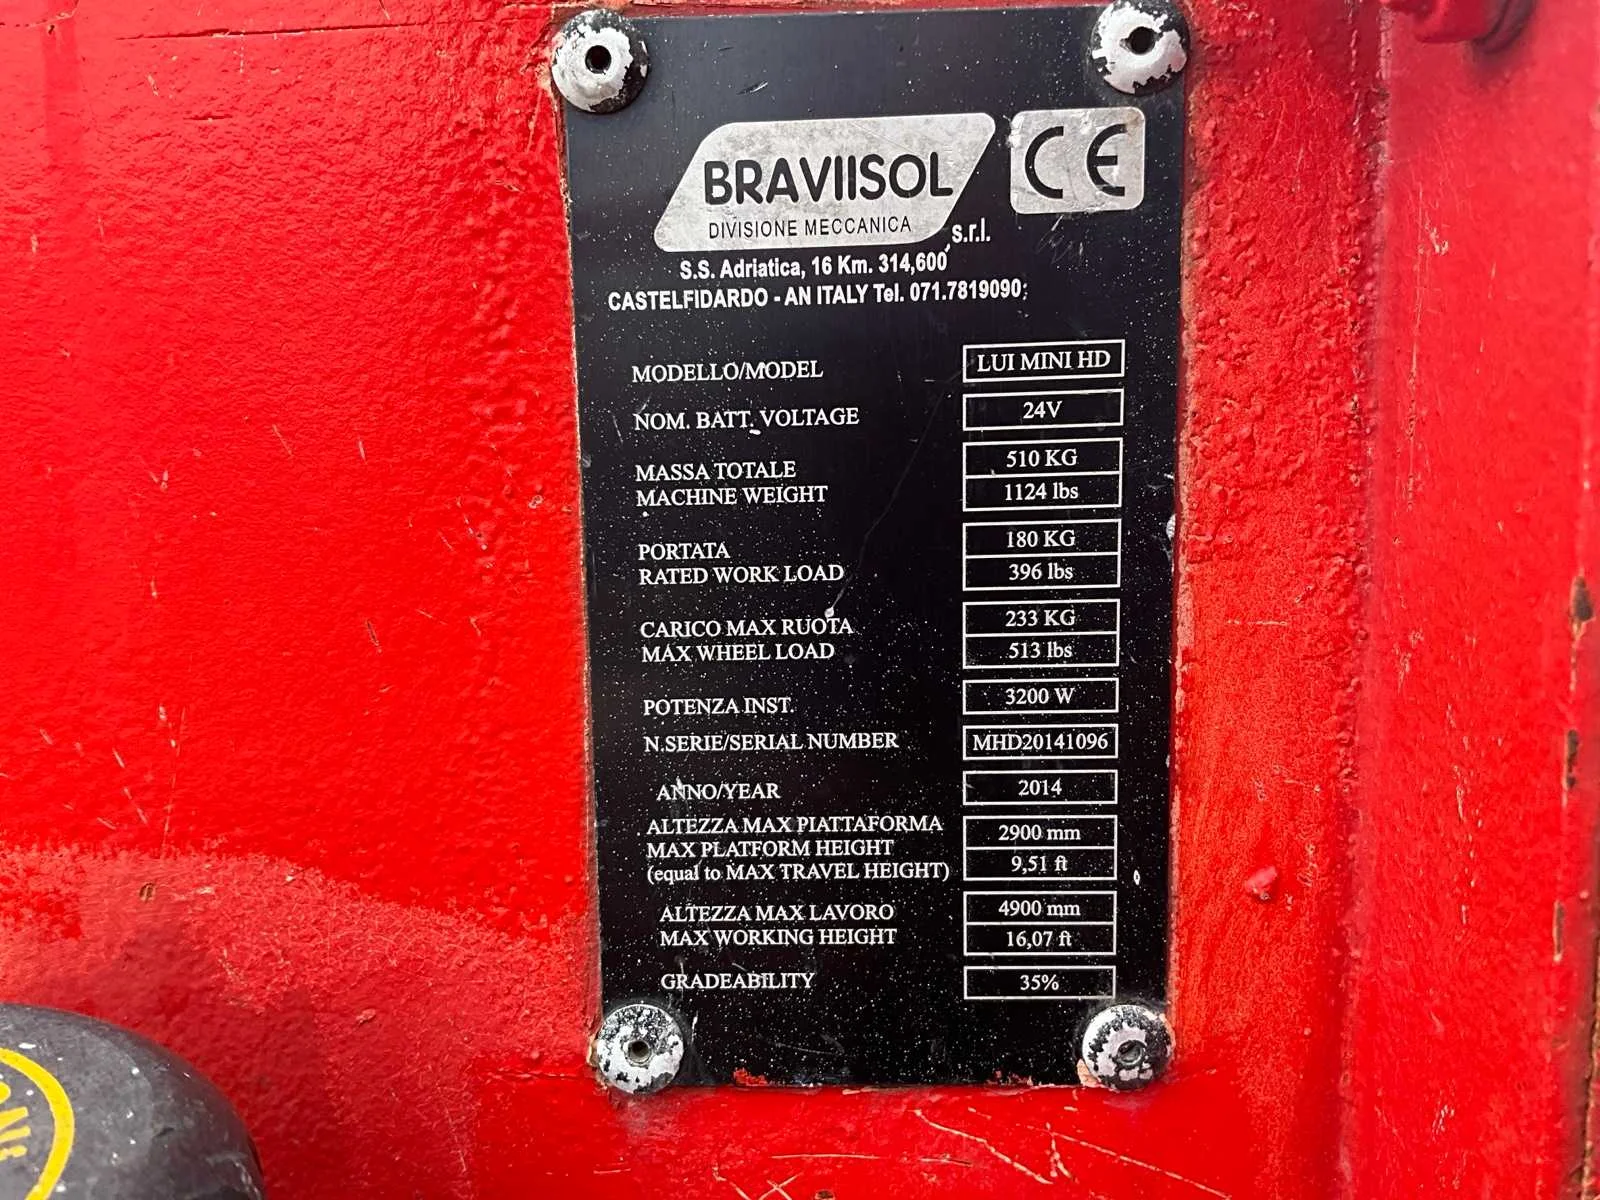 BRAVIISOL
DIVISIONE MECCANICA
s.r.l.
CE
S.S. Adriatica, 16 Km. 314,600
CASTELFIDARDO - AN ITALY Tel. 071.7819090
MODELLO/MODEL LUI MINI HD
NOM. BATT. VOLTAGE 24V
MASSA TOTALE 510 KG
MACHINE WEIGHT 1124 lbs
PORTATA 180 KG
RATED WORK LOAD 396 lbs
CARICO MAX RUOTA 233 KG
MAX WHEEL LOAD 513 lbs
POTENZA INST. 3200 W
N.SERIE/SERIAL NUMBER MHD20141096
ANNO/YEAR 2014
ALTEZZA MAX PIATTAFORMA 2900 mm
MAX PLATFORM HEIGHT
(equal to MAX TRAVEL HEIGHT) 9,51 ft
ALTEZZA MAX LAVORO 4900 mm
MAX WORKING HEIGHT 16,07 ft
GRADEABILITY 35%